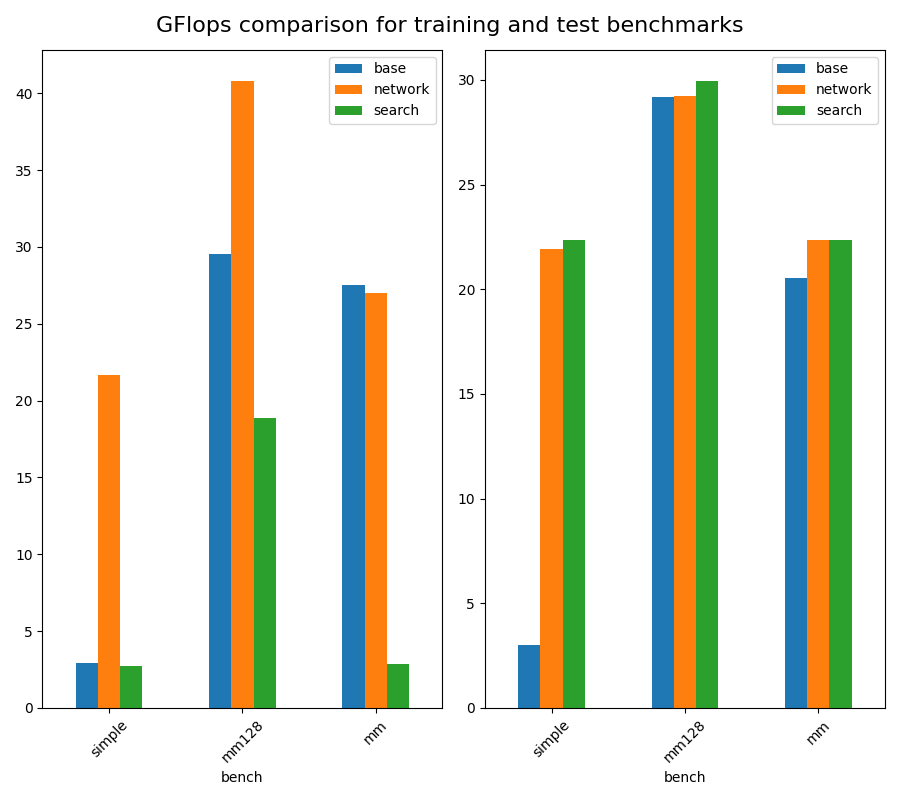 GFlops comparison for training and test benchmarks
base
network
search
40
35
30
25
20
15
10
5
0
simple
mm128
mm
bench
base
network
search
30
25
20
15
10
5
0
simple
mm128
mm
bench